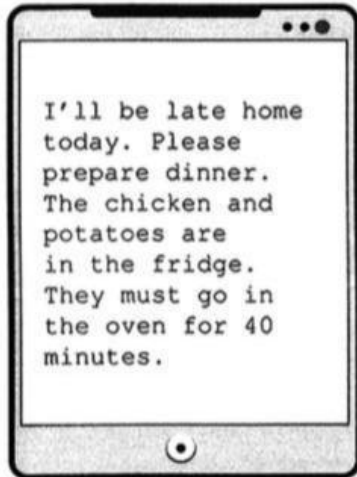 I'll be late home
today. Please
prepare dinner.
The chicken and
potatoes are
in the fridge.
They must go in
the oven for 40
minutes.